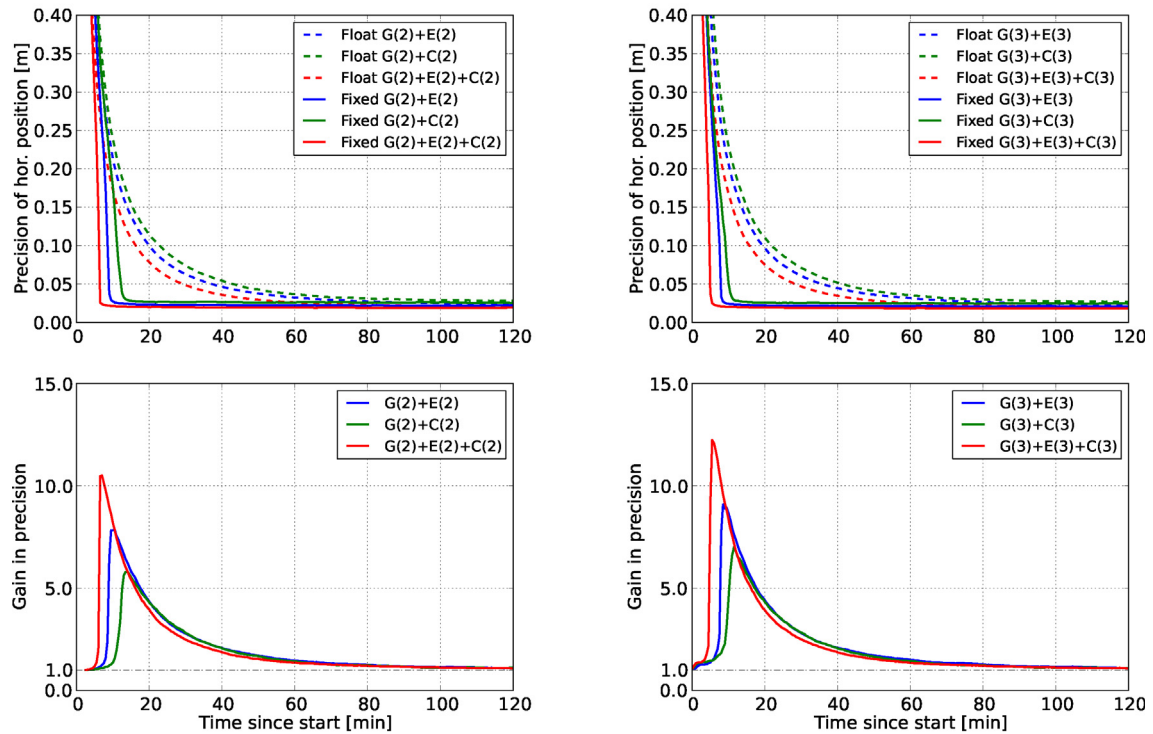 Precision of hor. position [m]
0.40
0.35
0.30
0.25
0.20
0.15
0.10
0.05
0.00
0
20
40
60
80
100
120
Float G(2)+E(2)
Float G(2)+C(2)
Float G(2)+E(2)+C(2)
Fixed G(2)+E(2)
Fixed G(2)+C(2)
Fixed G(2)+E(2)+C(2)
Precision of hor. position [m]
0.40
0.35
0.30
0.25
0.20
0.15
0.10
0.05
0.00
0
20
40
60
80
100
120
Float G(3)+E(3)
Float G(3)+C(3)
Float G(3)+E(3)+C(3)
Fixed G(3)+E(3)
Fixed G(3)+C(3)
Fixed G(3)+E(3)+C(3)
Gain in precision
15.0
10.0
5.0
1.0
0.0
0
20
40
60
80
100
120
Time since start [min]
G(2)+E(2)
G(2)+C(2)
G(2)+E(2)+C(2)
Gain in precision
15.0
10.0
5.0
1.0
0.0
0
20
40
60
80
100
120
Time since start [min]
G(3)+E(3)
G(3)+C(3)
G(3)+E(3)+C(3)